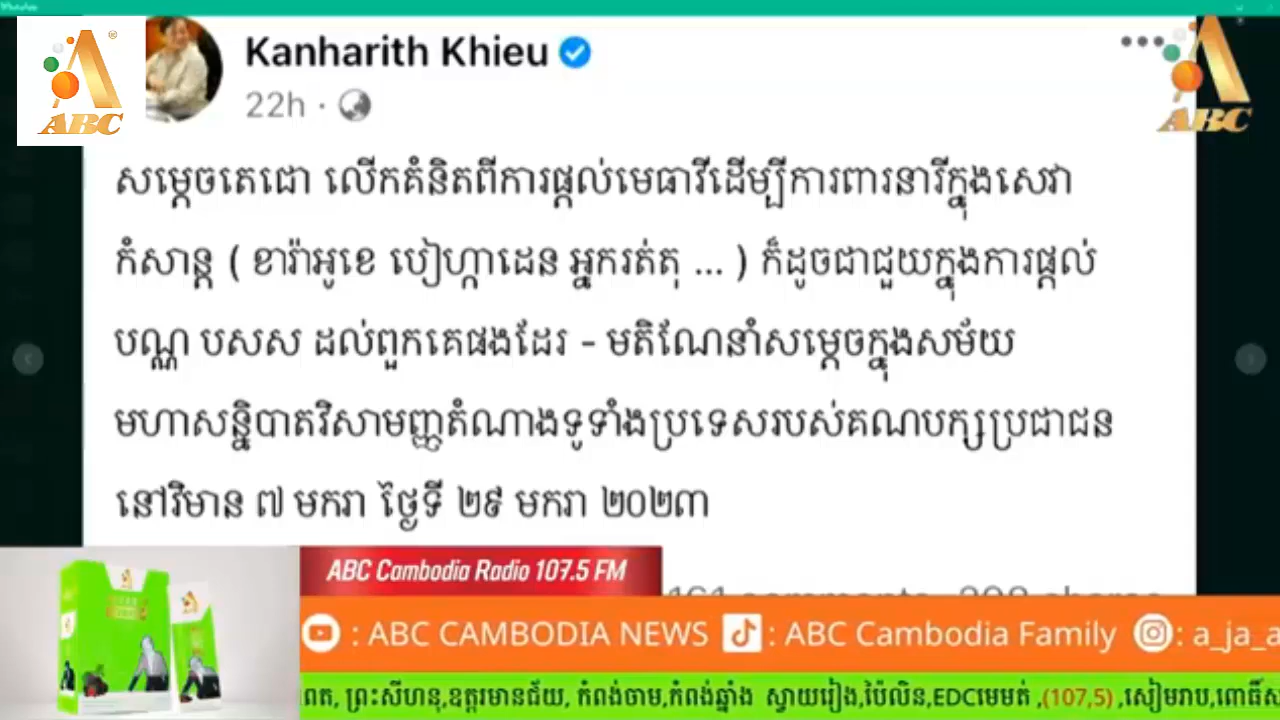 Kanharith Khieu
22h
ABC
ABC
សម្តេចតេជោ លើកគំនិតពីការផ្តល់មេធាវីដើម្បីការពារនារីក្នុងសេវា
កំសាន្ត ( ខារ៉ាអូខេ បៀហ្គាដេន អ្នករត់តុ ... ) ក៏ដូចជាជួយក្នុងការផ្តល់
បណ្ណ បសស ដល់ពួកគេផងដែរ - មតិណែនាំសម្តេចក្នុងសម័យ
មហាសន្និបាតវិសាមញ្ញតំណាងទូទាំងប្រទេសរបស់គណបក្សប្រជាជន
នៅវិមាន ៧ មករា ថ្ងៃទី ២៩ មករា ២០២៣
ABC Cambodia Radio 107.5 FM
: ABC CAMBODIA NEWS : ABC Cambodia Family : a_ja_a
ពត, ព្រះសីហនុ,ឧត្តរមានជ័យ, កំពង់ចាម,កំពង់ឆ្នាំង ស្វាយរៀង,ប៉ៃលិន,EDCមេមត់ ,(107,5) ,សៀមរាប,ពោធិ៍ស